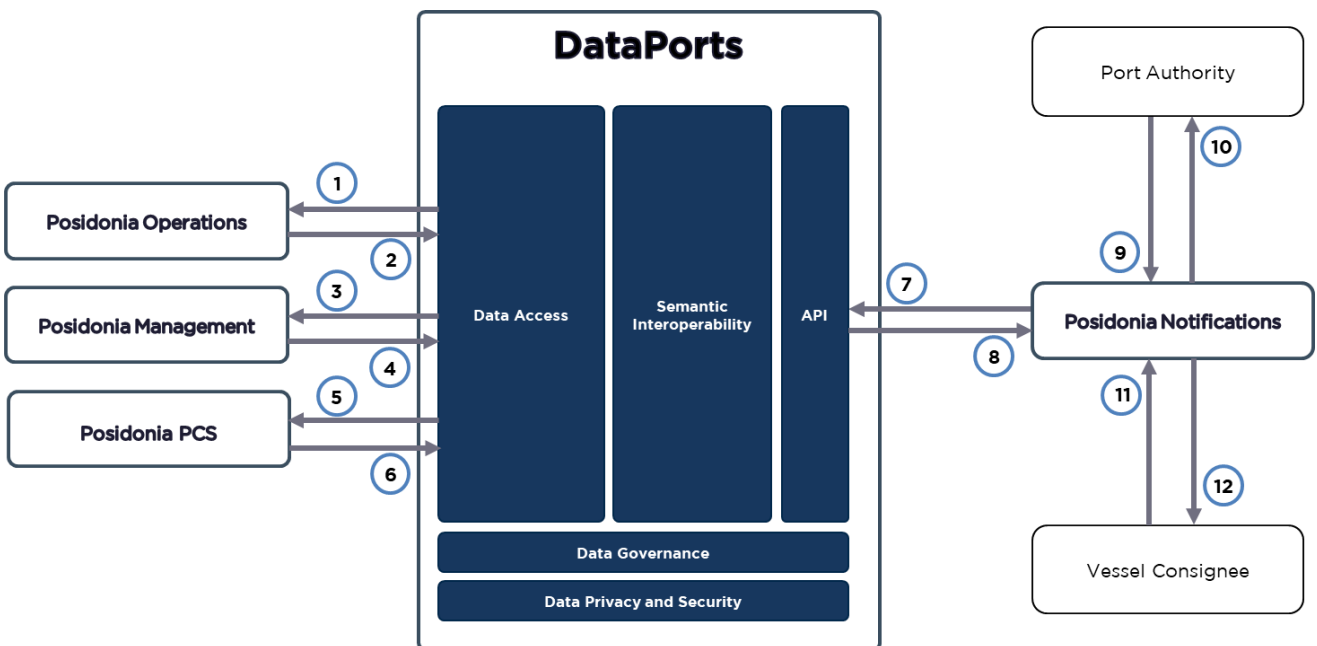 DataPorts
Port Authority
10
1
Posidonia Operations
2
9
3
7
Posidonia Management
Data Access
Semantic
Interoperability
API
Posidonia Notifications
4
8
5
11
Posidonia PCS
6
12
Data Governance
Vessel Consignee
Data Privacy and Security